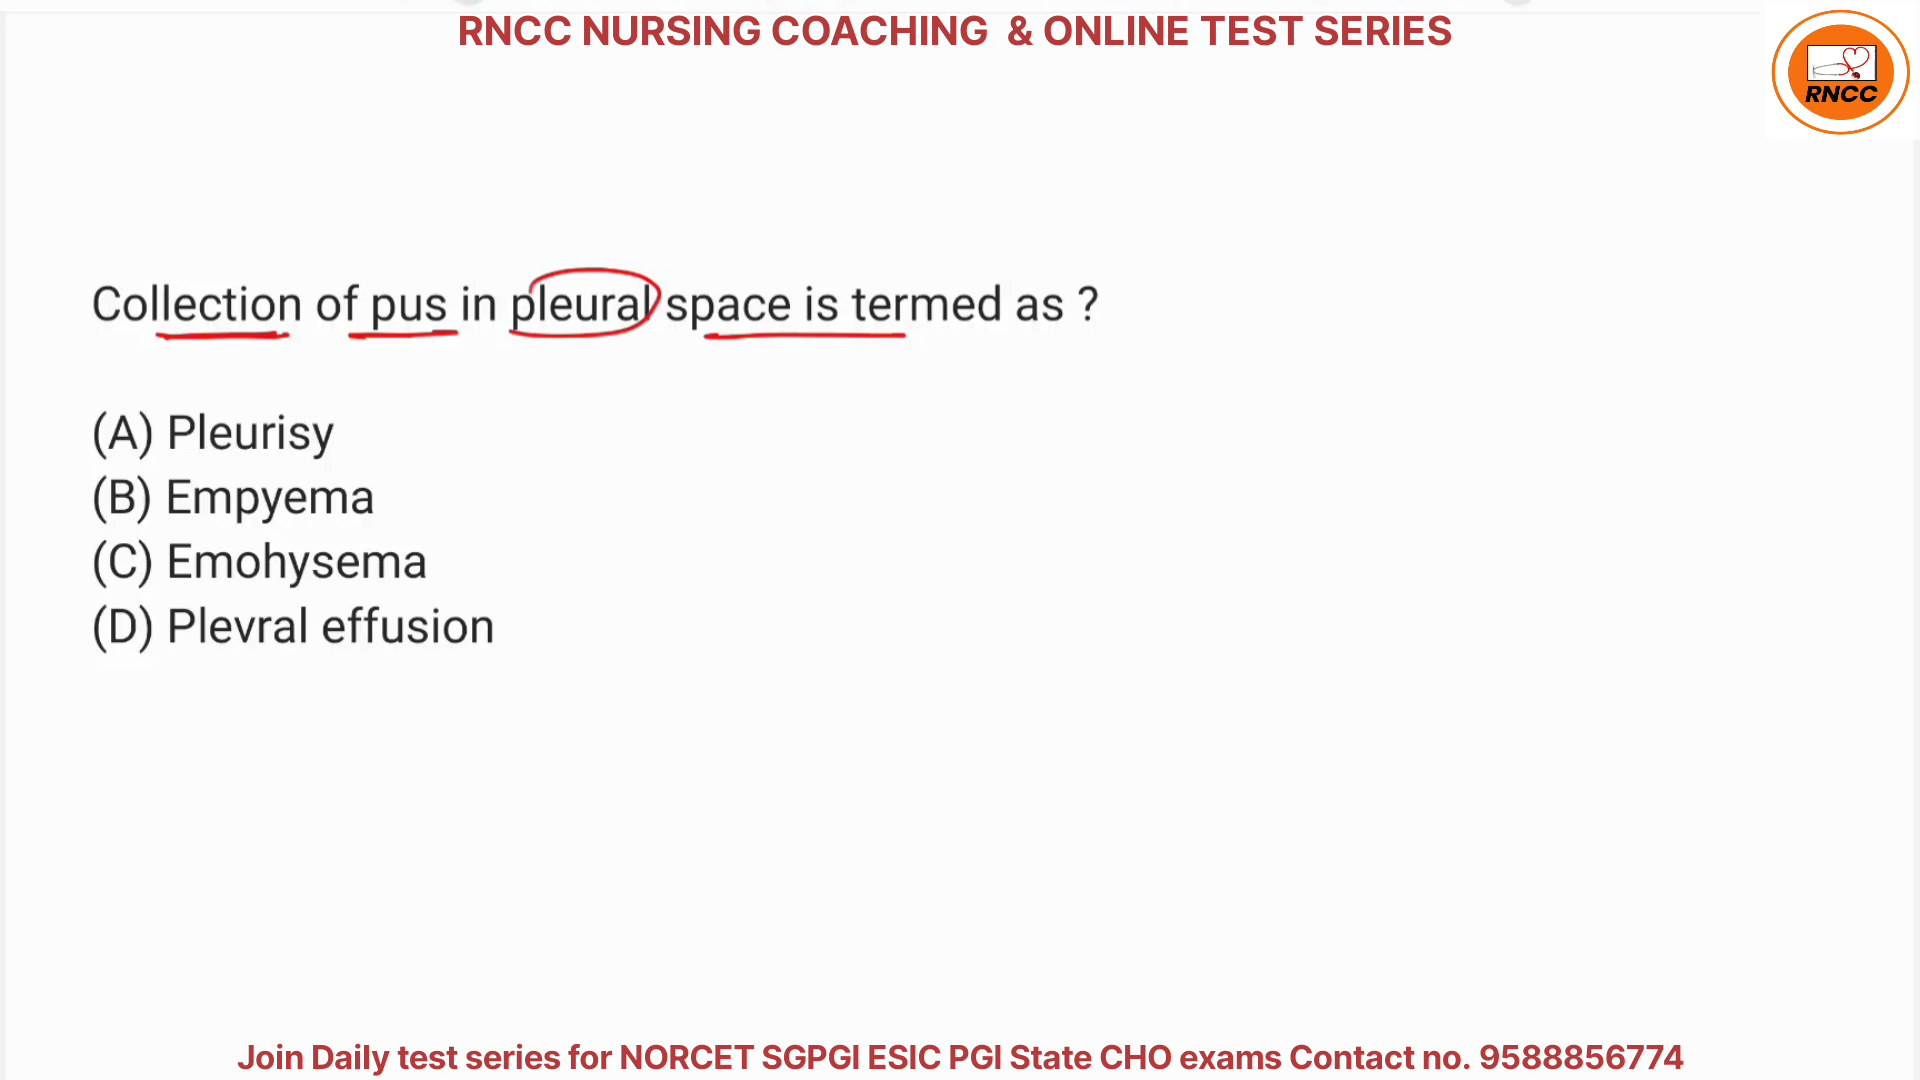 RNCC NURSING COACHING & ONLINE TEST SERIES
RNCC
Collection of pus in pleural space is termed as ?
(A) Pleurisy
(B) Empyema
(C) Emohysema
(D) Plevral effusion
Join Daily test series for NORCET SGPGI ESIC PGI State CHO exams Contact no. 9588856774